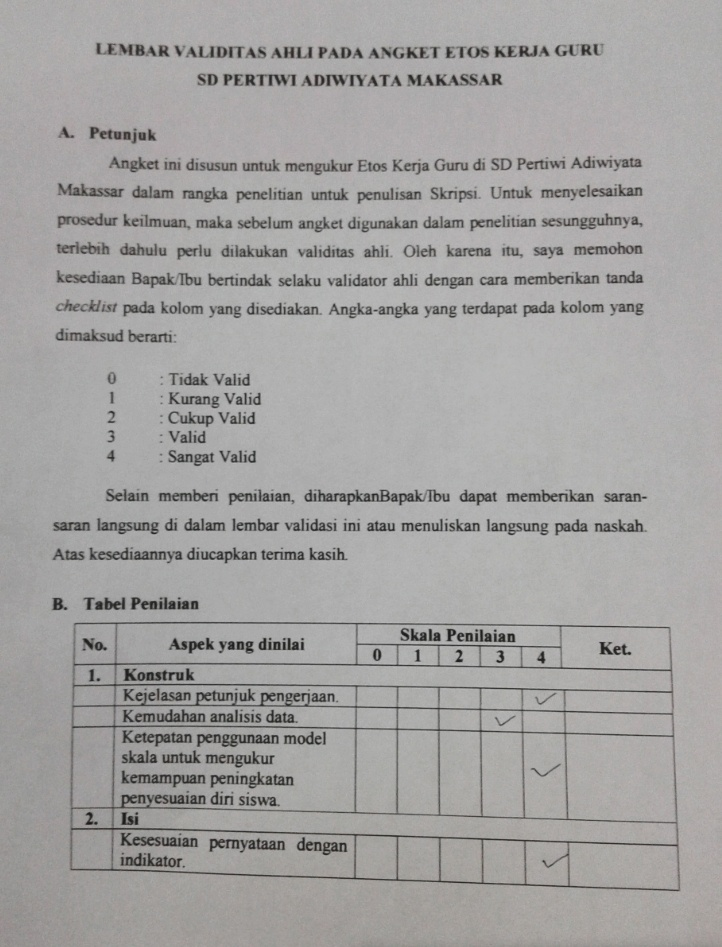 LEMBAR VALIDITAS AHLI PADA ANGKET ETOS KERJA GURU
SD PERTIWI ADIWIYATA MAKASSAR
A. Petunjuk
Angket ini disusun untuk mengukur Etos Kerja Guru di SD Pertiwi Adiwiyata
Makassar dalam rangka penelitian untuk penulisan Skripsi. Untuk menyelesaikan
prosedur keilmuan, maka sebelum angket digunakan dalam penelitian sesungguhnya,
terlebih dahulu perlu dilakukan validitas ahli. Oleh karena itu, saya memohon
kesediaan Bapak/Ibu bertindak selaku validator ahli dengan cara memberikan tanda
checklist pada kolom yang disediakan. Angka-angka yang terdapat pada kolom yang
dimaksud berarti:
0 : Tidak Valid
1 : Kurang Valid
2 : Cukup Valid
3 : Valid
4 : Sangat Valid
Selain memberi penilaian, diharapkanBapak/Ibu dapat memberikan saran-
saran langsung di dalam lembar validasi ini atau menuliskan langsung pada naskah.
Atas kesediaannya diucapkan terima kasih.
B. Tabel Penilaian
No. Aspek yang dinilai Skala Penilaian Ket.
0 1 2 3 4
1. Konstruk
Kejelasan petunjuk pengerjaan. ✓
Kemudahan analisis data. ✓
Ketepatan penggunaan model
skala untuk mengukur
kemampuan peningkatan ✓
penyesuaian diri siswa.
2. Isi
Kesesuaian pernyataan dengan
indikator. ✓